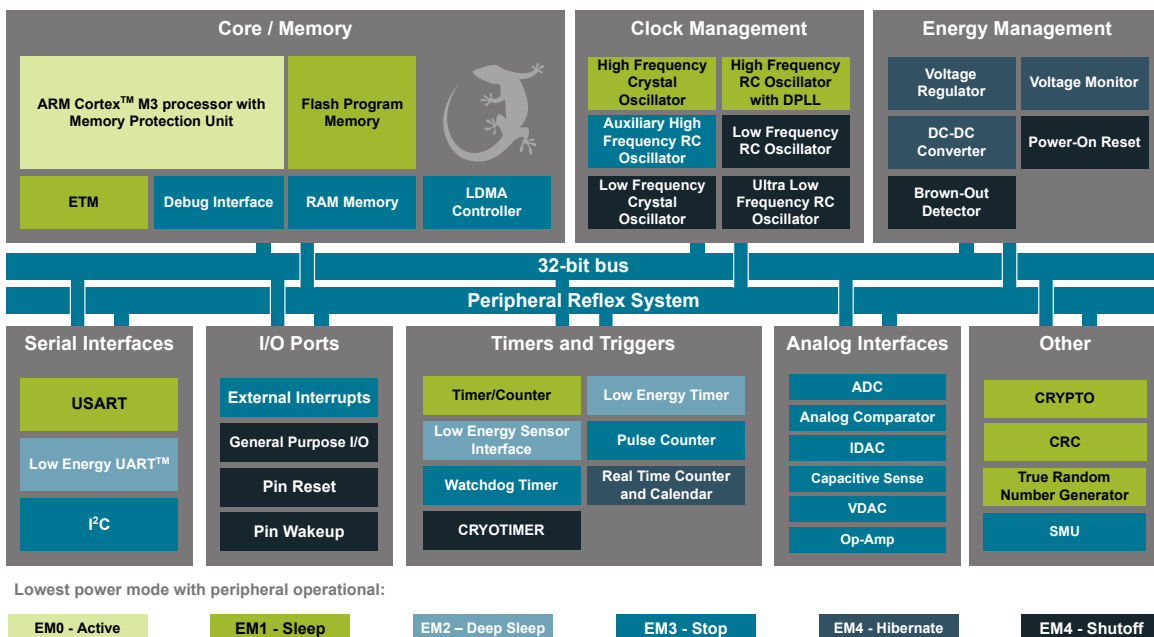 Core / Memory
ARM Cortex™ M3 processor with
Memory Protection Unit
Flash Program
Memory
ETM
Debug Interface
RAM Memory
LDMA
Controller
Clock Management
High Frequency
Crystal
Oscillator
High Frequency
RC Oscillator
with DPLL
Auxiliary High
Frequency RC
Oscillator
Low Frequency
RC Oscillator
Low Frequency
Crystal
Oscillator
Ultra Low
Frequency RC
Oscillator
Energy Management
Voltage
Regulator
Voltage Monitor
DC-DC
Converter
Power-On Reset
Brown-Out
Detector
32-bit bus
Peripheral Reflex System
Serial Interfaces
USART
Low Energy UART™
I²C
I/O Ports
External Interrupts
General Purpose I/O
Pin Reset
Pin Wakeup
Timers and Triggers
Timer/Counter
Low Energy Timer
Low Energy Sensor
Interface
Pulse Counter
Watchdog Timer
Real Time Counter
and Calendar
CRYOTIMER
Analog Interfaces
ADC
Analog Comparator
IDAC
Capacitive Sense
VDAC
Op-Amp
Other
CRYPTO
CRC
True Random
Number Generator
SMU
Lowest power mode with peripheral operational:
EM0 - Active
EM1 - Sleep
EM2 – Deep Sleep
EM3 - Stop
EM4 - Hibernate
EM4 - Shutoff